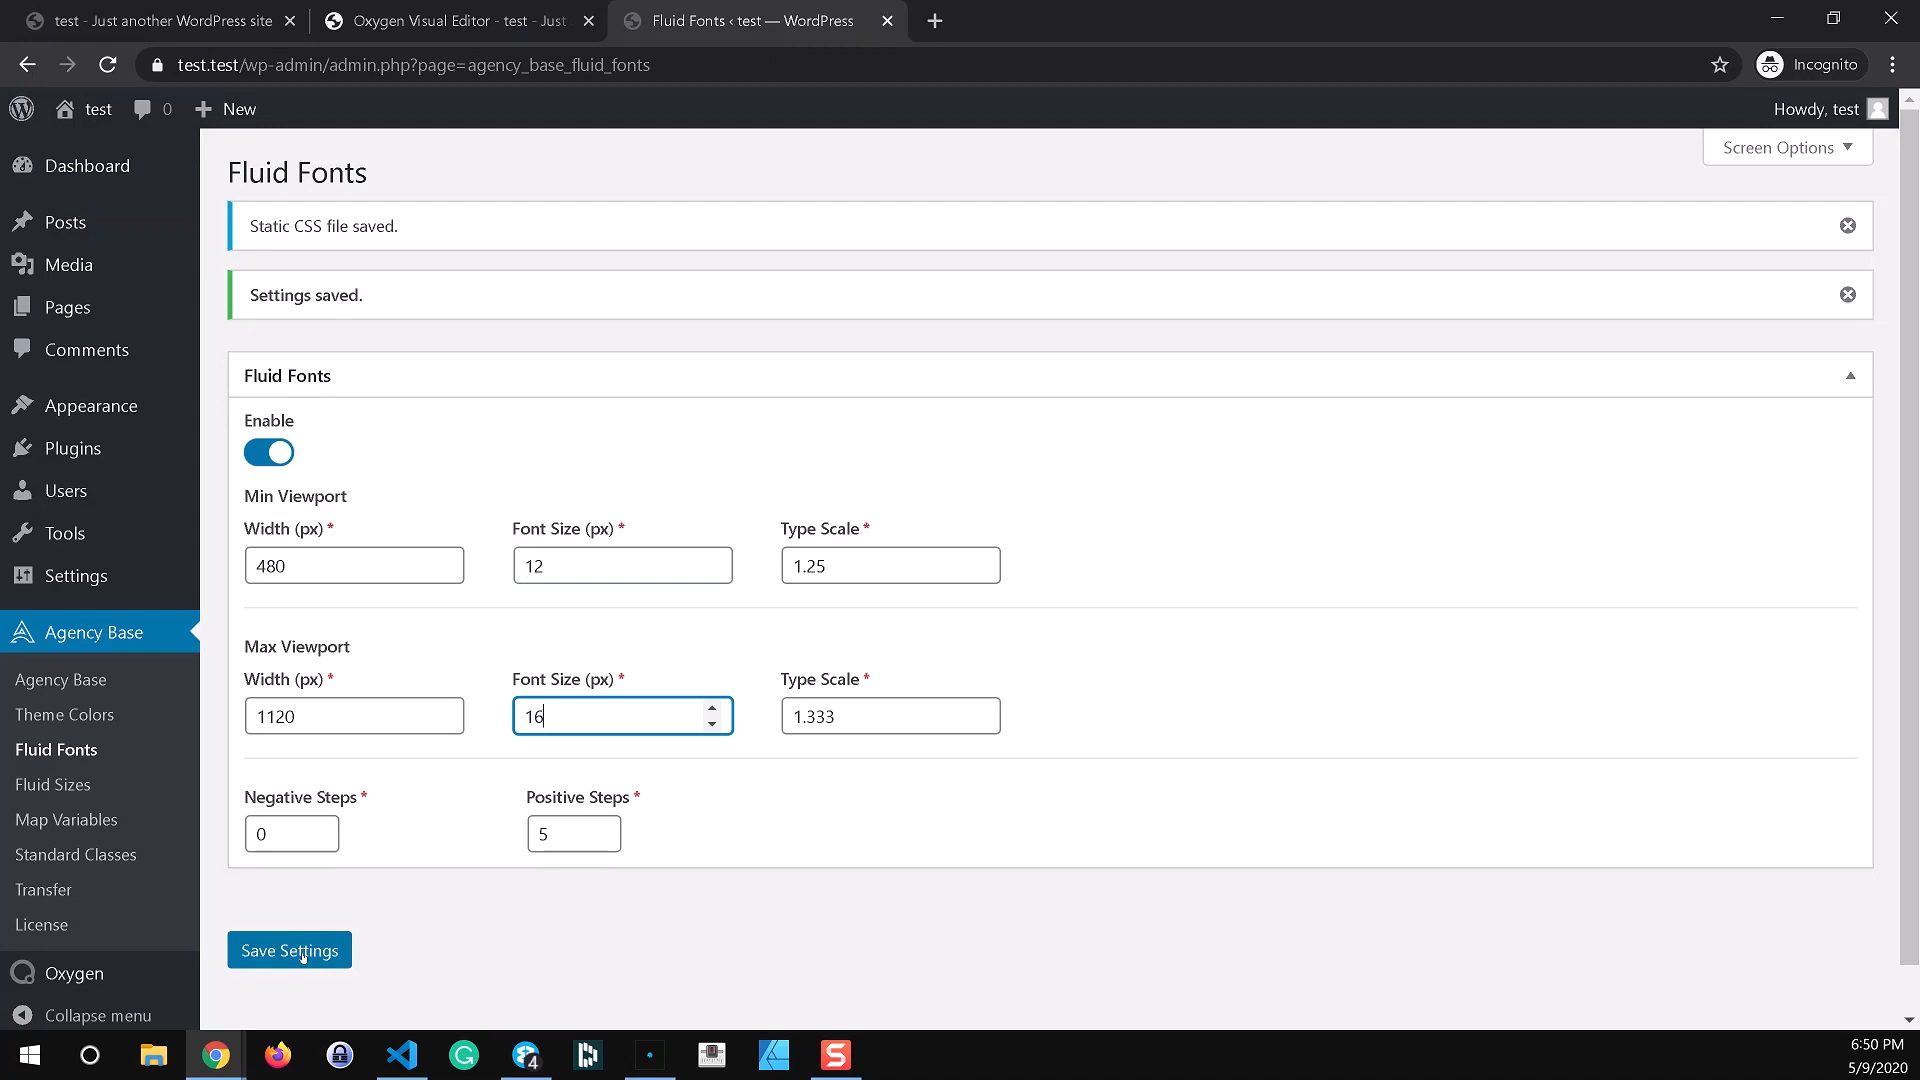 test - Just another WordPress site
Oxygen Visual Editor - test - Just
Fluid Fonts ‹ test — WordPress
test.test/wp-admin/admin.php?page=agency_base_fluid_fonts
Incognito
test
0
New
Howdy, test
Screen Options
Dashboard
Posts
Media
Pages
Comments
Appearance
Plugins
Users
Tools
Settings
Agency Base
Agency Base
Theme Colors
Fluid Fonts
Fluid Sizes
Map Variables
Standard Classes
Transfer
License
Oxygen
Collapse menu
Fluid Fonts
Static CSS file saved.
Settings saved.
Fluid Fonts
Enable
Min Viewport
Width (px) * Font Size (px) * Type Scale *
480 12 1.25
Max Viewport
Width (px) * Font Size (px) * Type Scale *
1120 16 1.333
Negative Steps * Positive Steps *
0 5
Save Settings
4
6:50 PM
5/9/2020